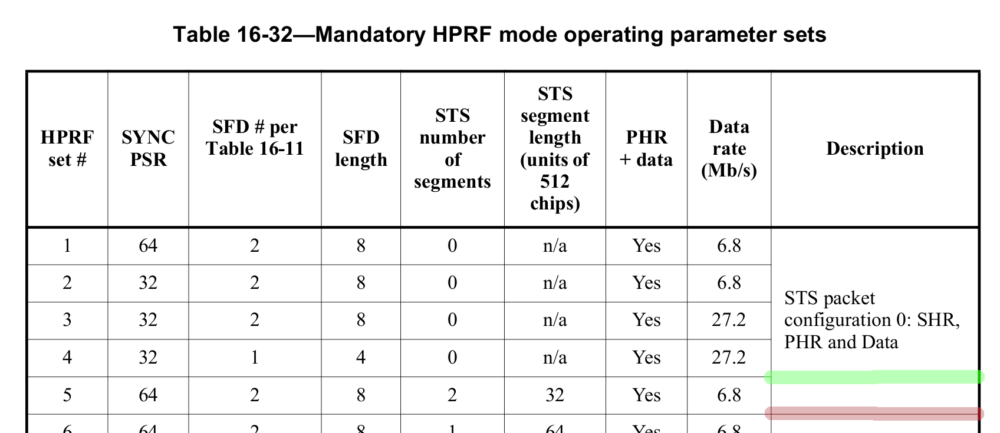 Table 16-32—Mandatory HPRF mode operating parameter sets
HPRF set #
SYNC PSR
SFD # per Table 16-11
SFD length
STS number of segments
STS segment length (units of 512 chips)
PHR + data
Data rate (Mb/s)
Description
1 64 2 8 0 n/a Yes 6.8
2 32 2 8 0 n/a Yes 6.8
3 32 2 8 0 n/a Yes 27.2
4 32 1 4 0 n/a Yes 27.2
STS packet
configuration 0: SHR,
PHR and Data
5 64 2 8 2 32 Yes 6.8
6 64 2 8 1 64 Yes 6.8